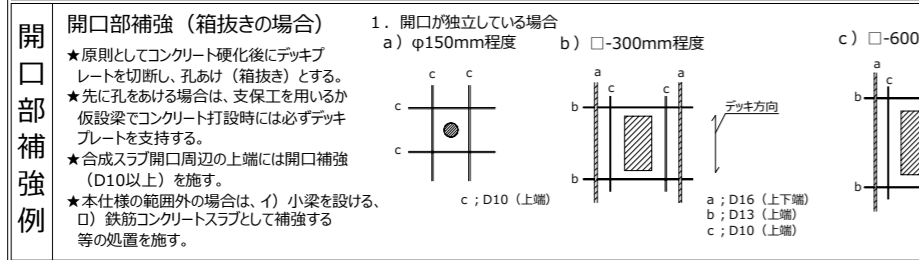 開口部補強例
開口部補強（箱抜きの場合）
★原則としてコンクリート硬化後にデッキプ
レートを切断し、孔あけ（箱抜き）とする。
★先に孔をあける場合は、支保工を用いるか
仮設梁でコンクリート打設時には必ずデッキ
プレートを支持する。
★合成スラブ開口周辺の上端には開口補強
（D10以上）を施す。
★本仕様の範囲外の場合は、イ）小梁を設ける、
ロ）鉄筋コンクリートスラブとして補強する
等の処置を施す。
1．開口が独立している場合
a）φ150mm程度
c c
c
c
c；D10（上端）
b）□-300mm程度
a a
c c
b
b
デッキ方向
a；D16（上下端）
b；D13（上端）
c；D10（上端）
c）□-600
a
c
b
b